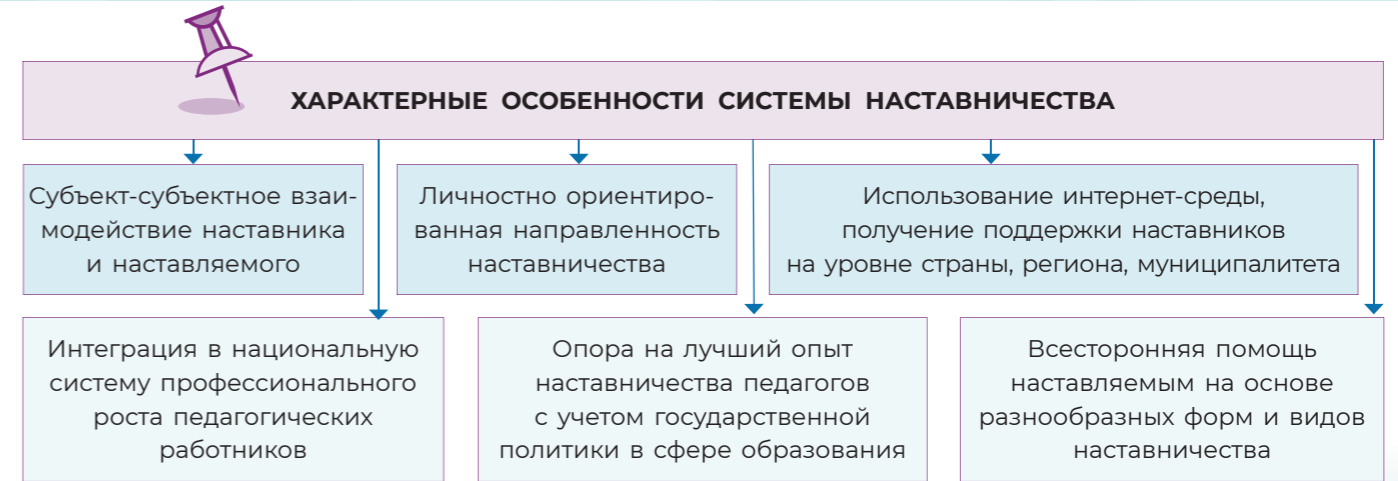 ХАРАКТЕРНЫЕ ОСОБЕННОСТИ СИСТЕМЫ НАСТАВНИЧЕСТВА
Субъект-субъектное взаи-
модействие наставника
и наставляемого
Личностно ориентиро-
ванная направленность
наставничества
Использование интернет-среды,
получение поддержки наставников
на уровне страны, региона, муниципалитета
Интеграция в национальную
систему профессионального
роста педагогических
работников
Опора на лучший опыт
наставничества педагогов
с учетом государственной
политики в сфере образования
Всесторонняя помощь
наставляемым на основе
разнообразных форм и видов
наставничества